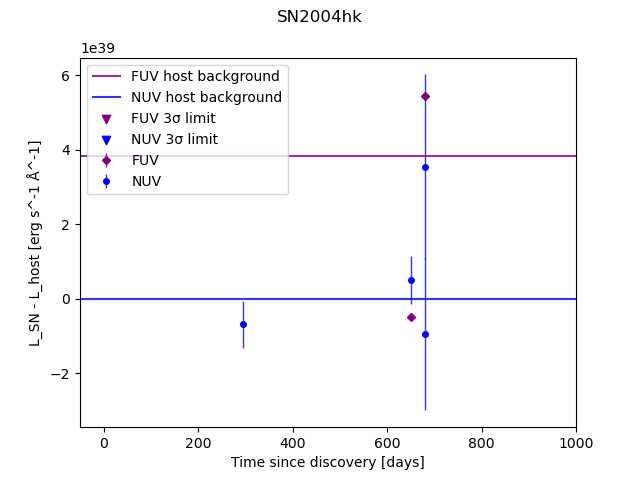 SN2004hk
1e39
FUV host background
NUV host background
FUV 3σ limit
NUV 3σ limit
FUV
NUV
6
4
2
0
−2
L_SN - L_host [erg s^-1 Å^-1]
0 200 400 600 800 1000
Time since discovery [days]